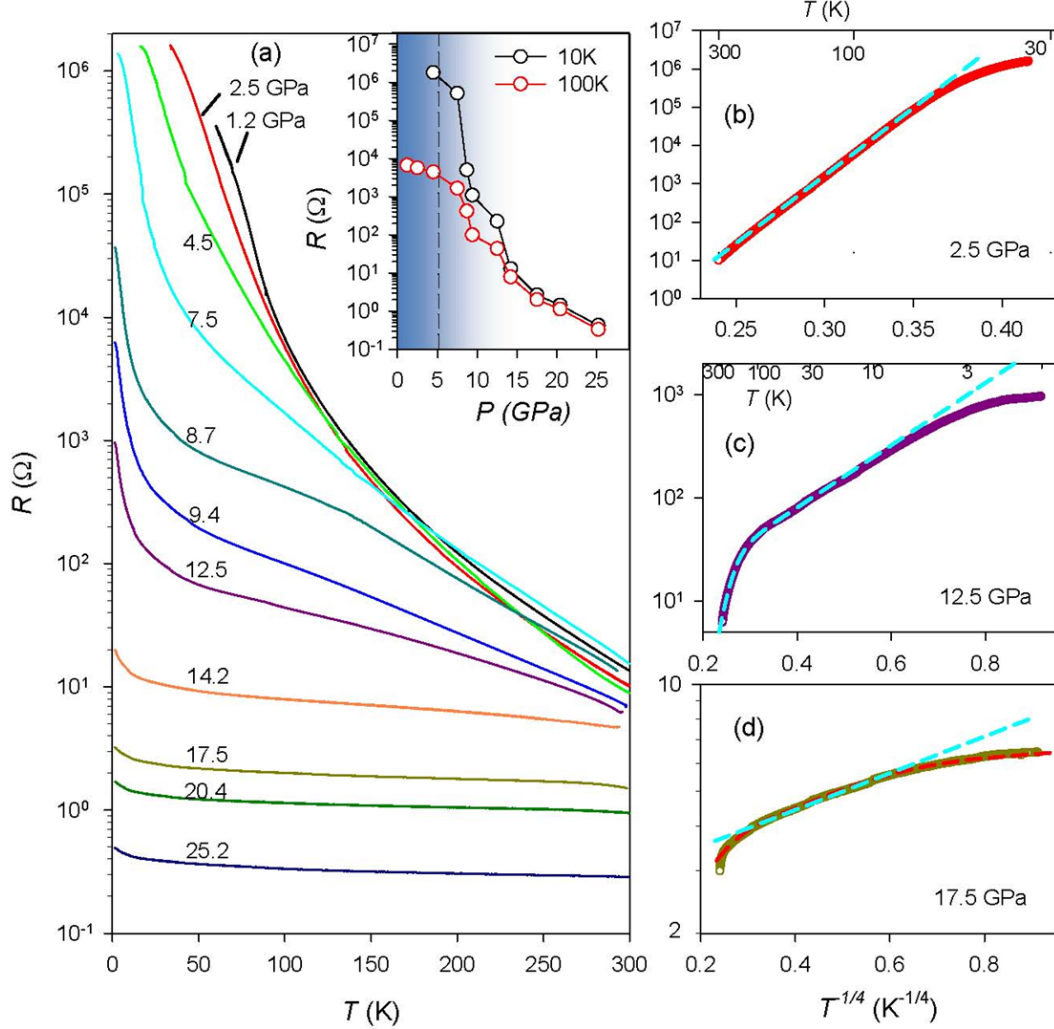 (a)
R (Ω)
10⁶
10⁵
10⁴
10³
10²
10¹
10⁰
10⁻¹
2.5 GPa
1.2 GPa
4.5
7.5
8.7
9.4
12.5
14.2
17.5
20.4
25.2
0 50 100 150 200 250 300
T (K)
R (Ω)
10⁷
10⁶
10⁵
10⁴
10³
10²
10¹
10⁰
10⁻¹
10K
100K
0 5 10 15 20 25
P (GPa)
T (K)
300 100 30
10⁷
10⁶
10⁵
10⁴
10³
10²
10¹
10⁰
(b)
2.5 GPa
0.25 0.30 0.35 0.40
300 100 30 10 3
T (K)
10³
10²
10¹
(c)
12.5 GPa
0.2 0.4 0.6 0.8
10
2
(d)
17.5 GPa
0.2 0.4 0.6 0.8
T⁻¹/⁴ (K⁻¹/⁴)